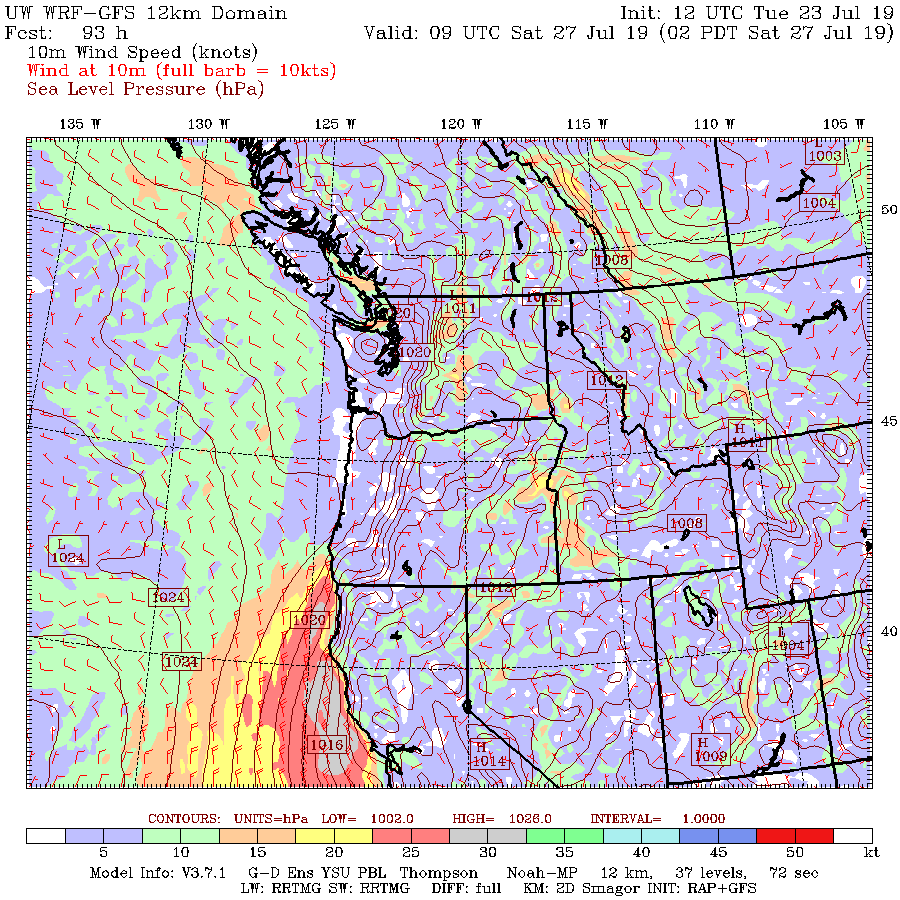 UW WRF-GFS 12km Domain Init: 12 UTC Tue 23 Jul 19
Fcst: 93 h Valid: 09 UTC Sat 27 Jul 19 (02 PDT Sat 27 Jul 19)
10m Wind Speed (knots)
Wind at 10m (full barb = 10kts)
Sea Level Pressure (hPa)
135 W 130 W 125 W 120 W 115 W 110 W 105 W
L
1003
1004
50
1008
L
1011
1012
20
1020
1012
45
H
1011
1008
L
1024
1012
1024
1020
40
L
1004
1024
1016
H
1014
H
1009
CONTOURS: UNITS=hPa LOW= 1002.0 HIGH= 1026.0 INTERVAL= 1.0000
5 10 15 20 25 30 35 40 45 50 kt
Model Info: V3.7.1 G-D Ens YSU PBL Thompson Noah-MP 12 km, 37 levels, 72 sec
LW: RRTMG SW: RRTMG DIFF: full KM: 2D Smagor INIT: RAP+GFS